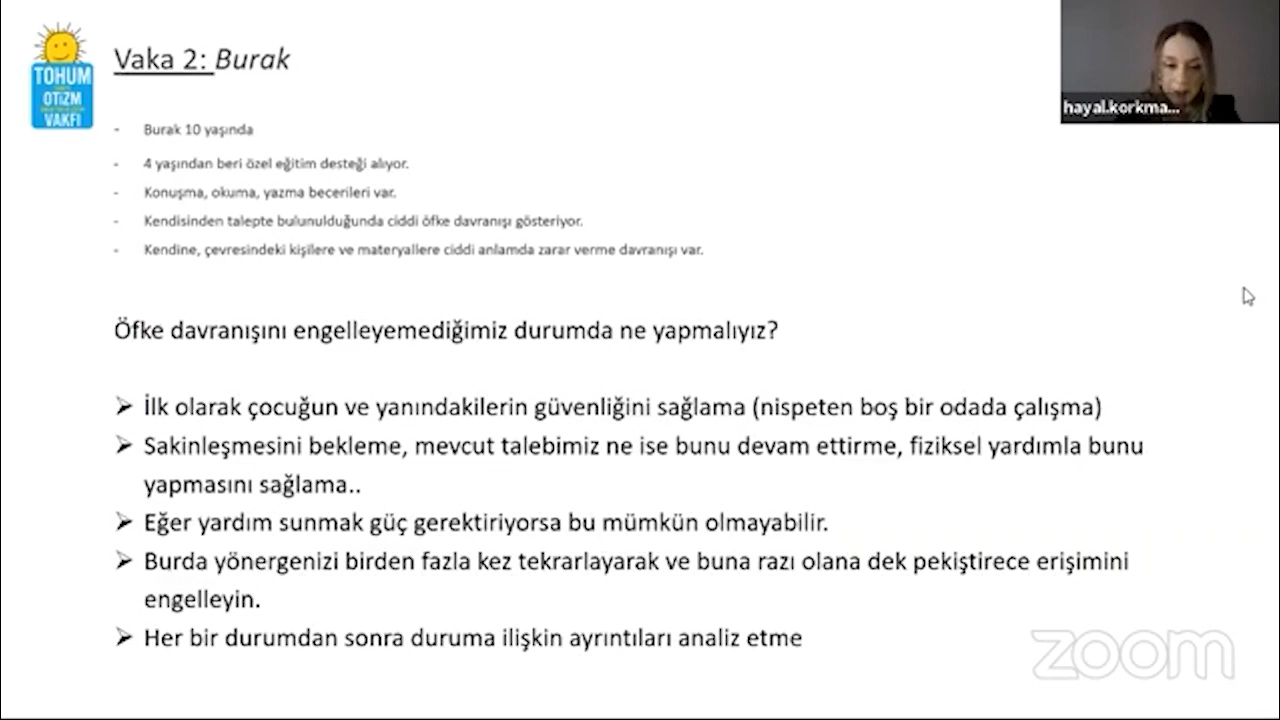 TOHUM
OTİZM
VAKFI
Vaka 2: Burak
hayal.korkma...
- Burak 10 yaşında
- 4 yaşından beri özel eğitim desteği alıyor.
- Konuşma, okuma, yazma becerileri var.
- Kendisinden talepte bulunulduğunda ciddi öfke davranışı gösteriyor.
- Kendine, çevresindeki kişilere ve materyallere ciddi anlamda zarar verme davranışı var.
Öfke davranışını engelleyemediğimiz durumda ne yapmalıyız?
➢ İlk olarak çocuğun ve yanındakilerin güvenliğini sağlama (nispeten boş bir odada çalışma)
➢ Sakinleşmesini bekleme, mevcut talebimiz ne ise bunu devam ettirme, fiziksel yardımla bunu
yapmasını sağlama..
➢ Eğer yardım sunmak güç gerektiriyorsa bu mümkün olmayabilir.
➢ Burda yönergenizi birden fazla kez tekrarlayarak ve buna razı olana dek pekiştirece erişimini
engelleyin.
➢ Her bir durumdan sonra duruma ilişkin ayrıntıları analiz etme
zoom